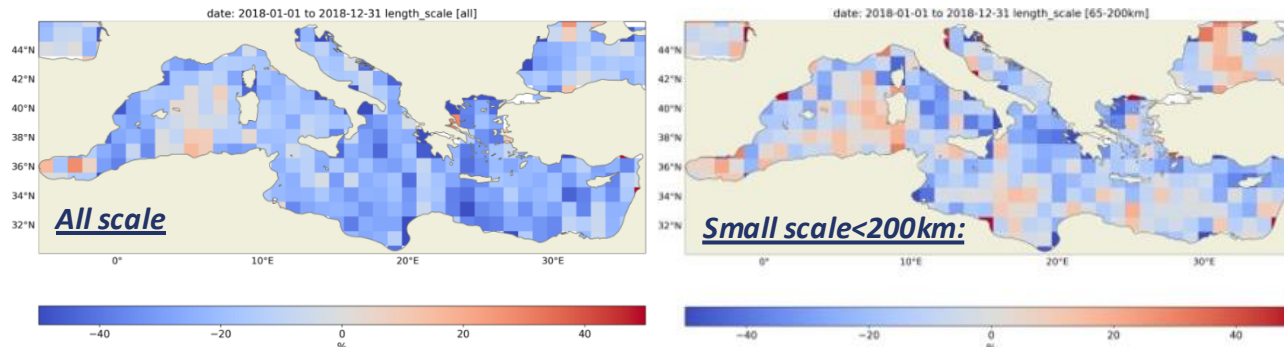 date: 2018-01-01 to 2018-12-31 length_scale [all]
44°N
42°N
40°N
38°N
36°N
34°N
32°N
All scale
0° 10°E 20°E 30°E
−40 −20 0 20 40
%
date: 2018-01-01 to 2018-12-31 length_scale [65-200km]
44°N
42°N
40°N
38°N
36°N
34°N
32°N
Small scale<200km:
0° 10°E 20°E 30°E
−40 −20 0 20 40
%